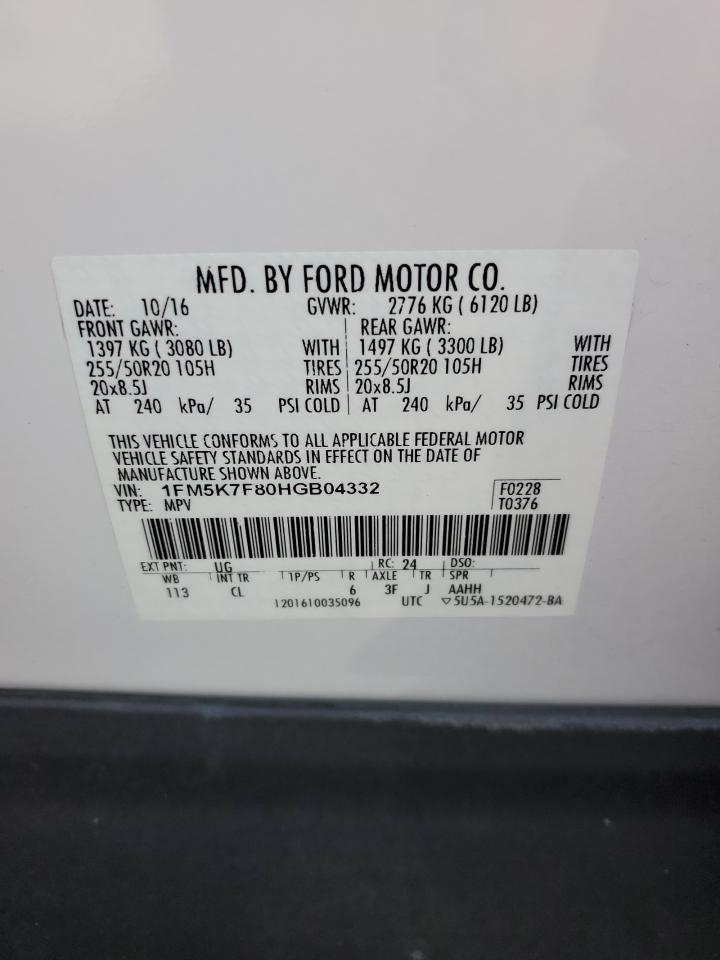 MFD. BY FORD MOTOR CO.
DATE: 10/16 GVWR: 2776 KG ( 6120 LB)
FRONT GAWR: REAR GAWR:
1397 KG ( 3080 LB) WITH 1497 KG ( 3300 LB) WITH
255/50R20 105H TIRES 255/50R20 105H TIRES
20x8.5J RIMS 20x8.5J RIMS
AT 240 kPa/ 35 PSI COLD AT 240 kPa/ 35 PSI COLD
THIS VEHICLE CONFORMS TO ALL APPLICABLE FEDERAL MOTOR
VEHICLE SAFETY STANDARDS IN EFFECT ON THE DATE OF
MANUFACTURE SHOWN ABOVE.
VIN: 1FM5K7F80HGB04332 F0228
TYPE: MPV T0376
EXT PNT: UG RC: 24 DSO:
WB INT TR TP/PS R AXLE TR SPR
113 CL 6 3F J AAHH
1201610035096 UTC ▽5U5A-1520472-BA